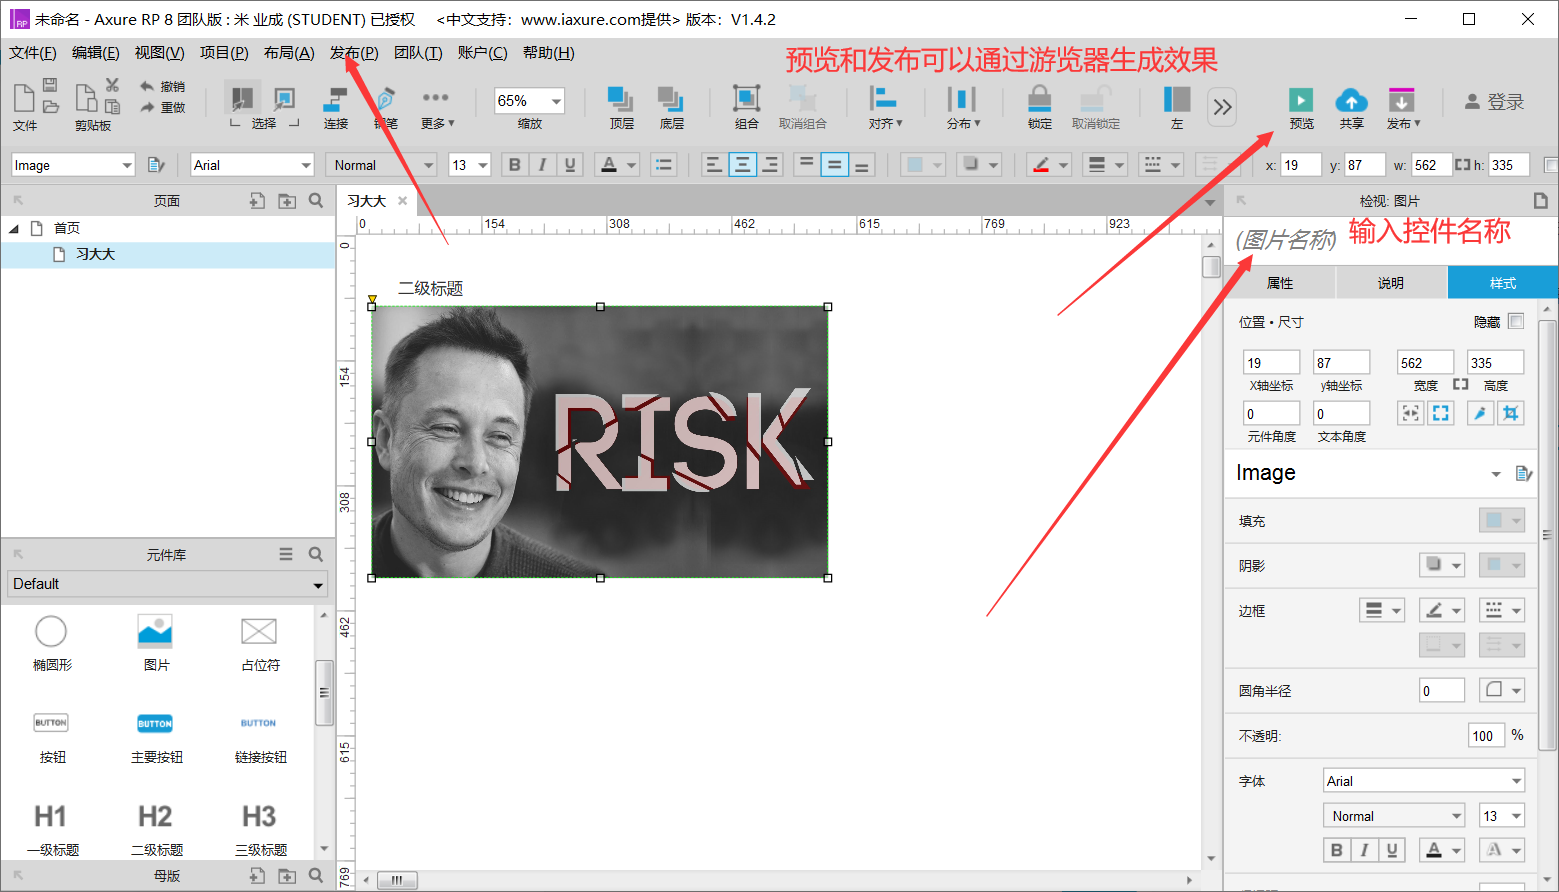 未命名 - Axure RP 8 团队版 : 米 业成 (STUDENT) 已授权 <中文支持：www.iaxure.com提供> 版本：V1.4.2
文件(F) 编辑(E) 视图(V) 项目(P) 布局(A) 发布(P) 团队(T) 账户(C) 帮助(H)
预览和发布可以通过游览器生成效果
撤销
重做
65%
登录
文件 剪贴板 选择 连接 钢笔 更多 缩放 顶层 底层 组合 取消组合 对齐 分布 锁定 取消锁定 左 预览 共享 发布
Image Arial Normal 13 B I U A x: 19 y: 87 w: 562 h: 335
页面
习大大
检视: 图片
0 154 308 462 615 769 923
首页
习大大
(图片名称) 输入控件名称
属性 说明 样式
0
154
308
462
615
769
二级标题
RISK
位置 • 尺寸 隐藏
19 87 562 335
X轴坐标 y轴坐标 宽度 高度
0 0
元件角度 文本角度
Image
填充
阴影
边框
圆角半径 0
不透明: 100 %
字体 Arial
Normal 13
B I U A A
元件库
Default
椭圆形 图片 占位符
BUTTON BUTTON BUTTON
按钮 主要按钮 链接按钮
H1 H2 H3
一级标题 二级标题 三级标题
母版